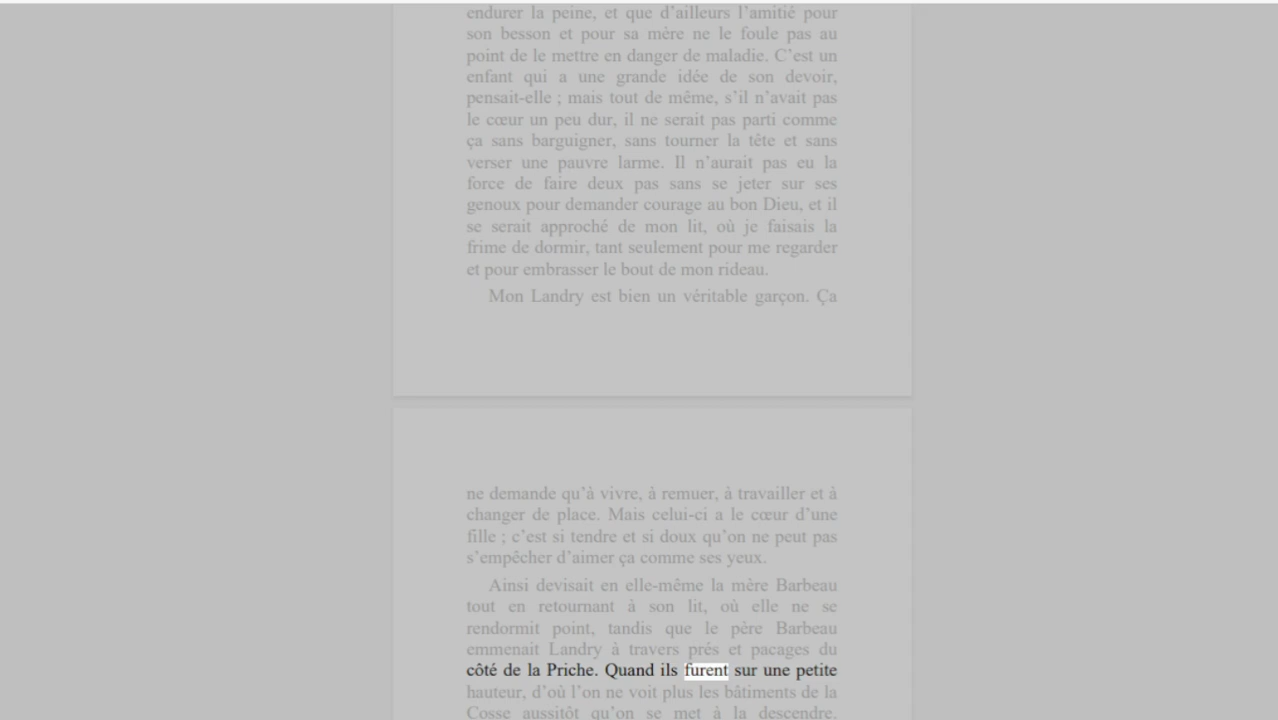 endurer la peine, et que d’ailleurs l’amitié pour
son besson et pour sa mère ne le foule pas au
point de le mettre en danger de maladie. C’est un
enfant qui a une grande idée de son devoir,
pensait-elle ; mais tout de même, s’il n’avait pas
le cœur un peu dur, il ne serait pas parti comme
ça sans barguigner, sans tourner la tête et sans
verser une pauvre larme. Il n’aurait pas eu la
force de faire deux pas sans se jeter sur ses
genoux pour demander courage au bon Dieu, et il
se serait approché de mon lit, où je faisais la
frime de dormir, tant seulement pour me regarder
et pour embrasser le bout de mon rideau.
Mon Landry est bien un véritable garçon. Ça
ne demande qu’à vivre, à remuer, à travailler et à
changer de place. Mais celui-ci a le cœur d’une
fille ; c’est si tendre et si doux qu’on ne peut pas
s’empêcher d’aimer ça comme ses yeux.
Ainsi devisait en elle-même la mère Barbeau
tout en retournant à son lit, où elle ne se
rendormit point, tandis que le père Barbeau
emmenait Landry à travers prés et pacages du
côté de la Priche. Quand ils furent sur une petite
hauteur, d’où l’on ne voit plus les bâtiments de la
Cosse aussitôt qu’on se met à la descendre.